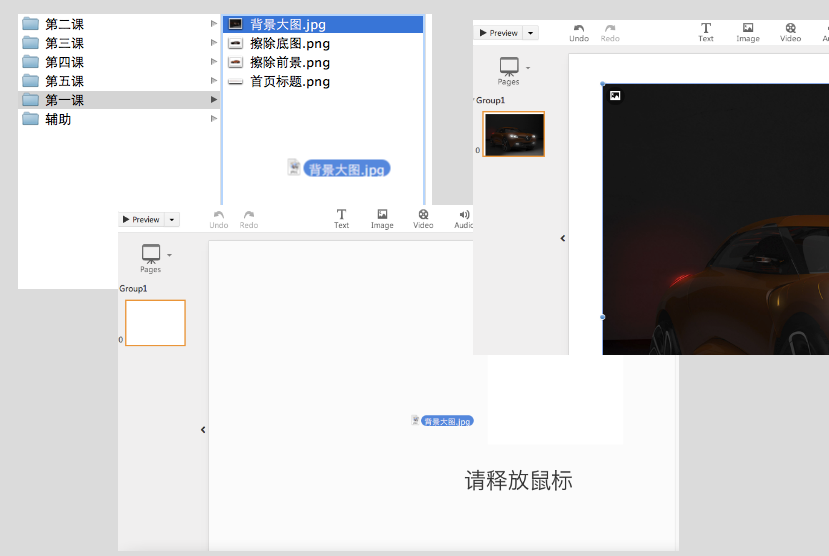 第二课
第三课
第四课
第五课
第一课
辅助
背景大图.jpg
擦除底图.png
擦除前景.png
首页标题.png
背景大图.jpg
Preview
Undo
Redo
Text
Image
Video
Pages
Group1
0
Preview
Undo
Redo
Text
Image
Video
Audio
Pages
Group1
0
背景大图.jpg
请释放鼠标